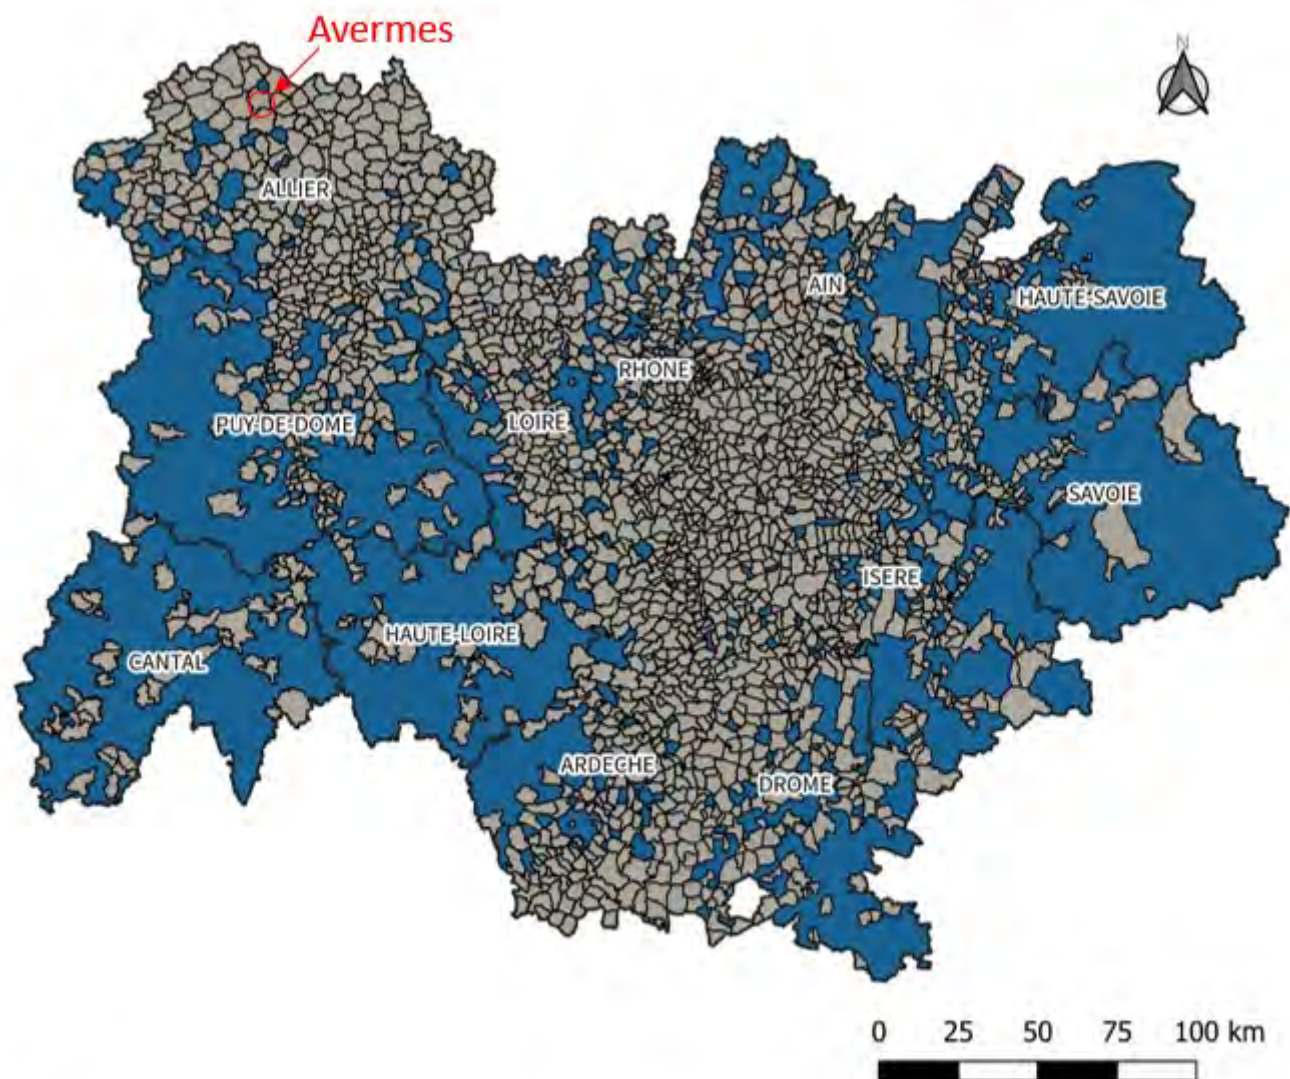 Avermes
N
ALLIER
AIN
HAUTE-SAVOIE
RHONE
PUY-DE-DOME
LOIRE
SAVOIE
ISERE
HAUTE-LOIRE
CANTAL
ARDECHE
DROME
0 25 50 75 100 km